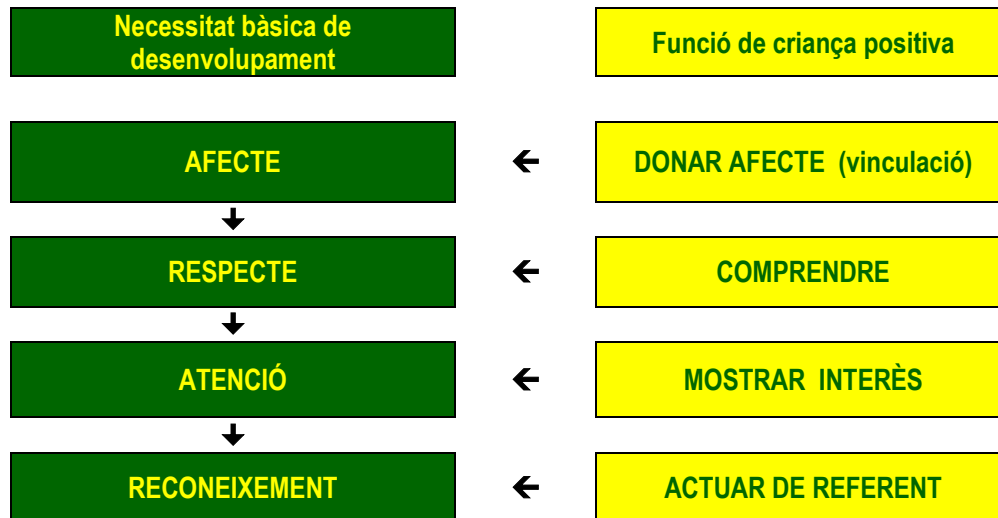 Necessitat bàsica de
desenvolupament
Funció de criança positiva
AFECTE
DONAR AFECTE (vinculació)
RESPECTE
COMPRENDRE
ATENCIÓ
MOSTRAR INTERÈS
RECONEIXEMENT
ACTUAR DE REFERENT